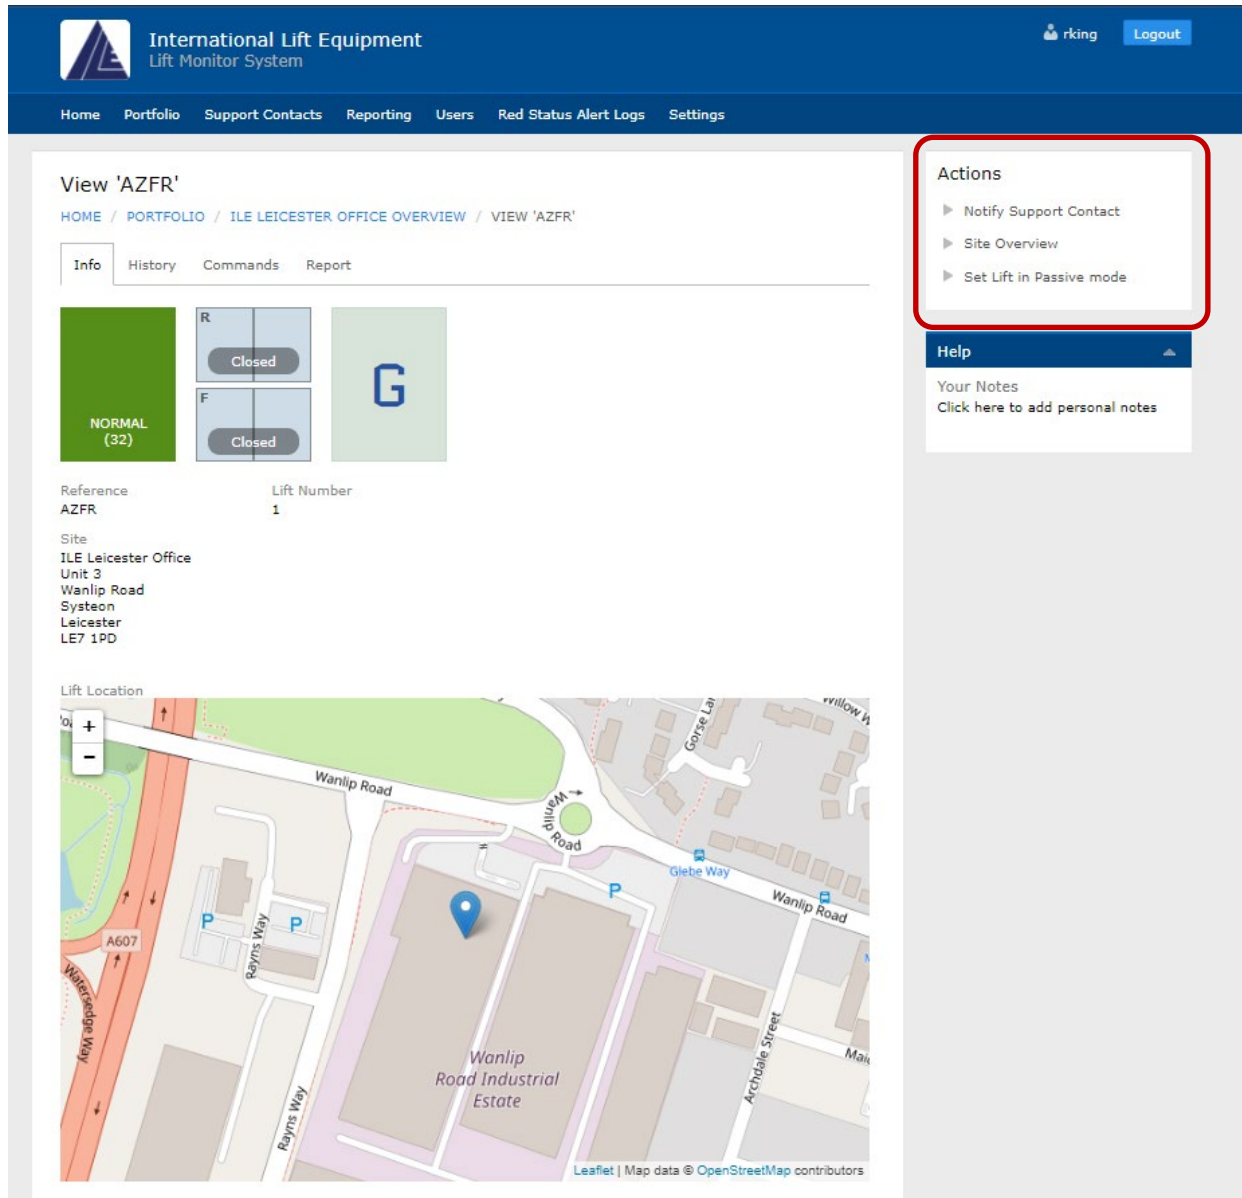 International Lift Equipment
Lift Monitor System
rking
Logout
Home Portfolio Support Contacts Reporting Users Red Status Alert Logs Settings
View 'AZFR'
HOME / PORTFOLIO / ILE LEICESTER OFFICE OVERVIEW / VIEW 'AZFR'
Info History Commands Report
NORMAL
(32)
R
Closed
F
Closed
G
Reference
AZFR
Lift Number
1
Site
ILE Leicester Office
Unit 3
Wanlip Road
Systeon
Leicester
LE7 1PD
Lift Location
+
-
Wanlip Road
Wanlip
Road
Gorse
Willow
Glebe Way
Wanlip Road
P
P
P
A607
Rayns Way
Watersedge Way
Wanlip
Road Industrial
Estate
Archdale Street
Rayns Way
Leaflet | Map data © OpenStreetMap contributors
Actions
Notify Support Contact
Site Overview
Set Lift in Passive mode
Help
Your Notes
Click here to add personal notes